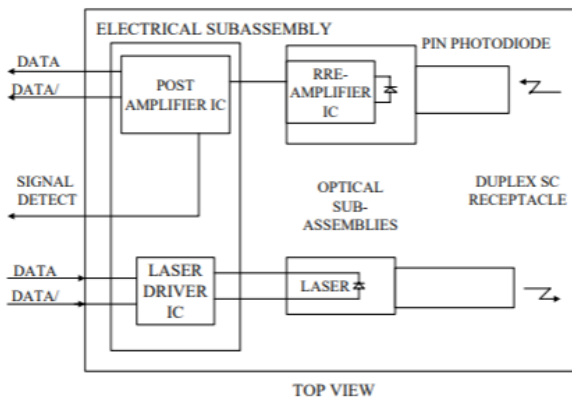 ELECTRICAL SUBASSEMBLY
DATA
DATA/
POST
AMPLIFIER IC
RRE-
AMPLIFIER
IC
PIN PHOTODIODE
SIGNAL
DETECT
OPTICAL
SUB-
ASSEMBLIES
DUPLEX SC
RECEPTACLE
DATA
DATA/
LASER
DRIVER
IC
LASER
TOP VIEW